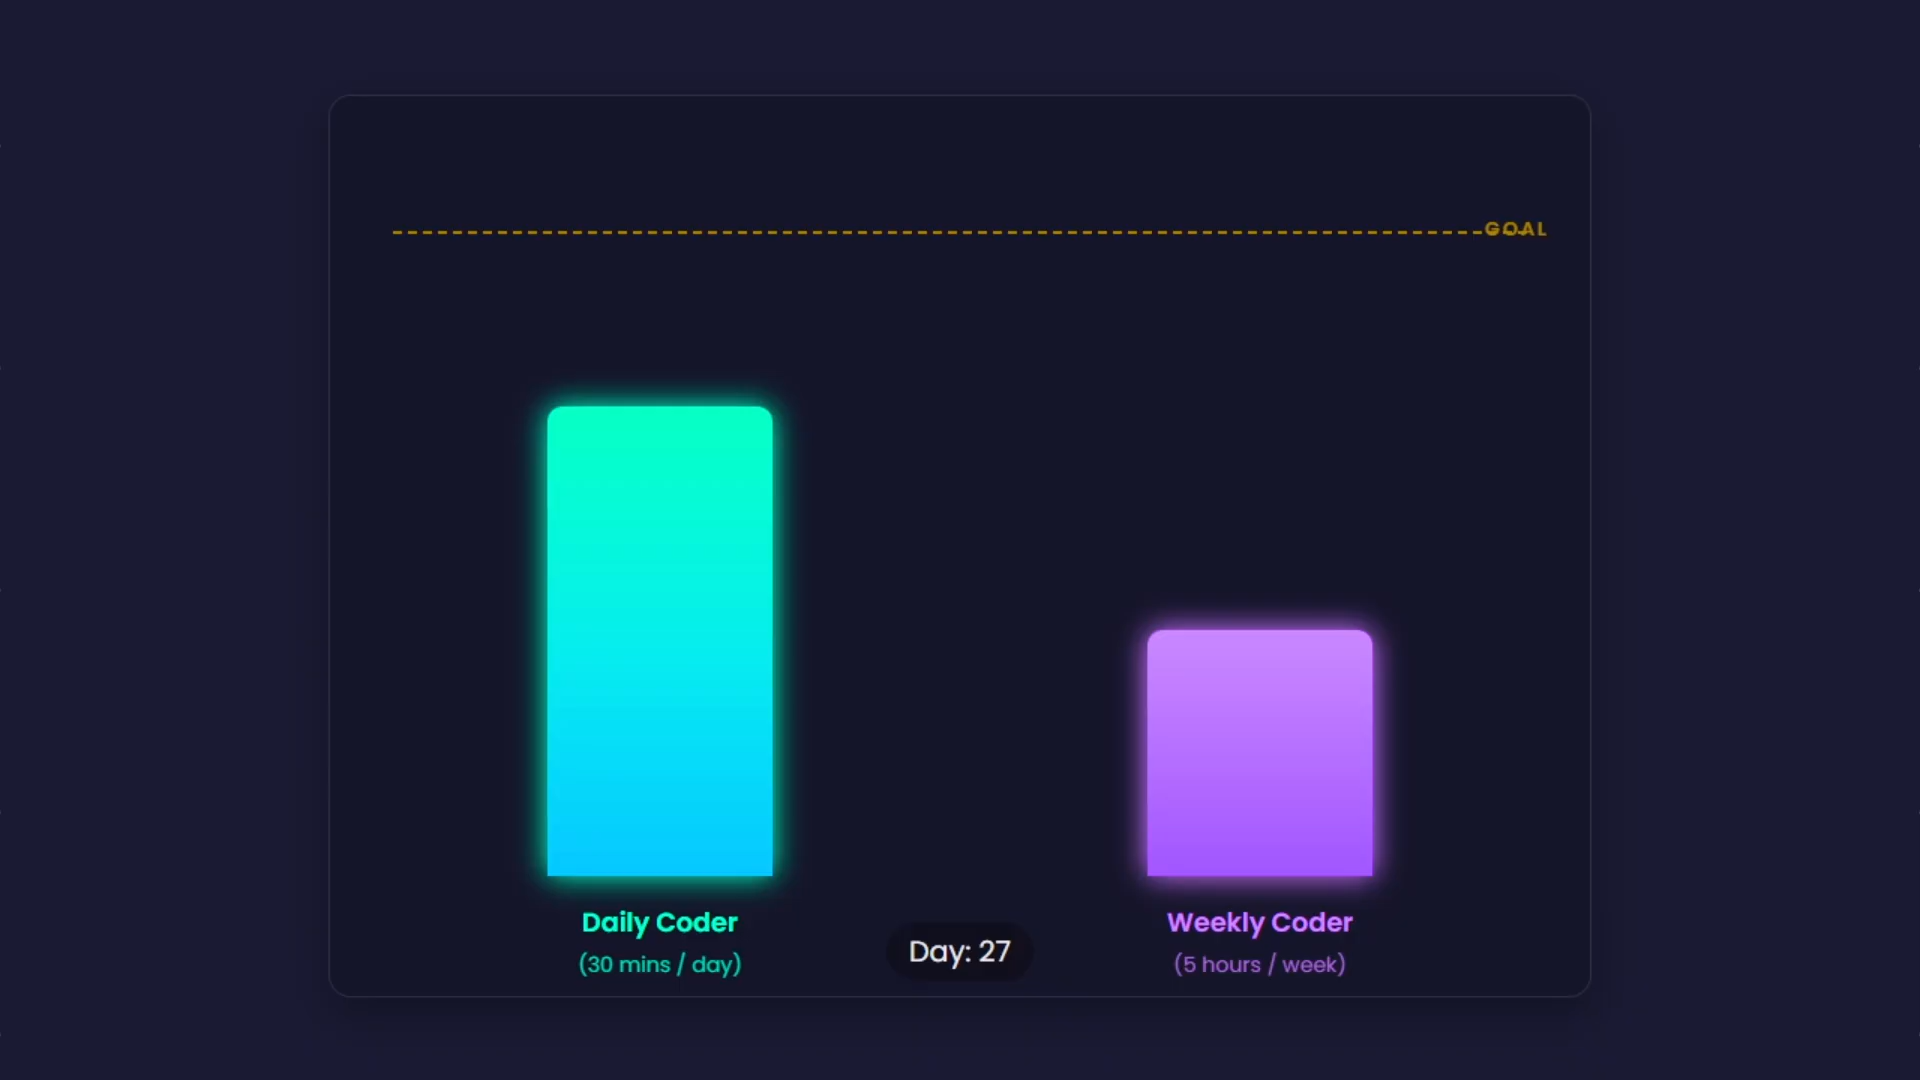 GOAL
Daily Coder
(30 mins / day)
Day: 27
Weekly Coder
(5 hours / week)